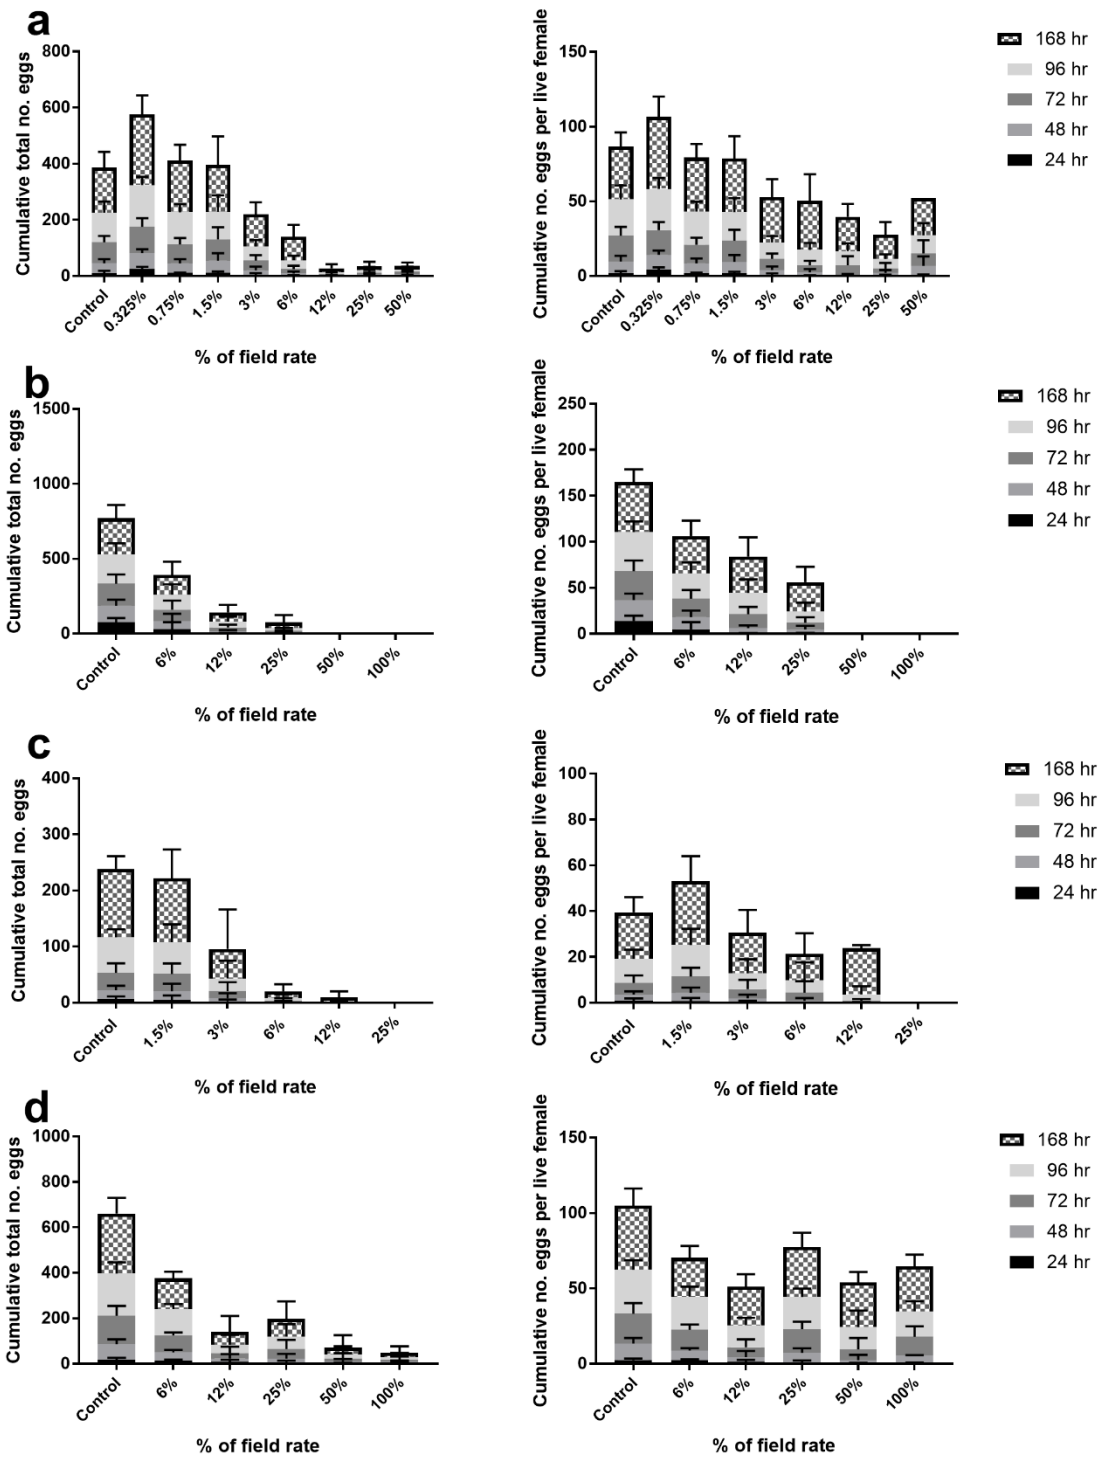 a
Cumulative total no. eggs
800
600
400
200
0
Control 0.325% 0.75% 1.5% 3% 6% 12% 25% 50%
% of field rate
Cumulative no. eggs per live female
150
100
50
0
Control 0.325% 0.75% 1.5% 3% 6% 12% 25% 50%
% of field rate
168 hr
96 hr
72 hr
48 hr
24 hr
b
Cumulative total no. eggs
1500
1000
500
0
Control 6% 12% 25% 50% 100%
% of field rate
Cumulative no. eggs per live female
250
200
150
100
50
0
Control 6% 12% 25% 50% 100%
% of field rate
168 hr
96 hr
72 hr
48 hr
24 hr
c
Cumulative total no. eggs
400
300
200
100
0
Control 1.5% 3% 6% 12% 25%
% of field rate
Cumulative no. eggs per live female
100
80
60
40
20
0
Control 1.5% 3% 6% 12% 25%
% of field rate
168 hr
96 hr
72 hr
48 hr
24 hr
d
Cumulative total no. eggs
1000
800
600
400
200
0
Control 6% 12% 25% 50% 100%
% of field rate
Cumulative no. eggs per live female
150
100
50
0
Control 6% 12% 25% 50% 100%
% of field rate
168 hr
96 hr
72 hr
48 hr
24 hr